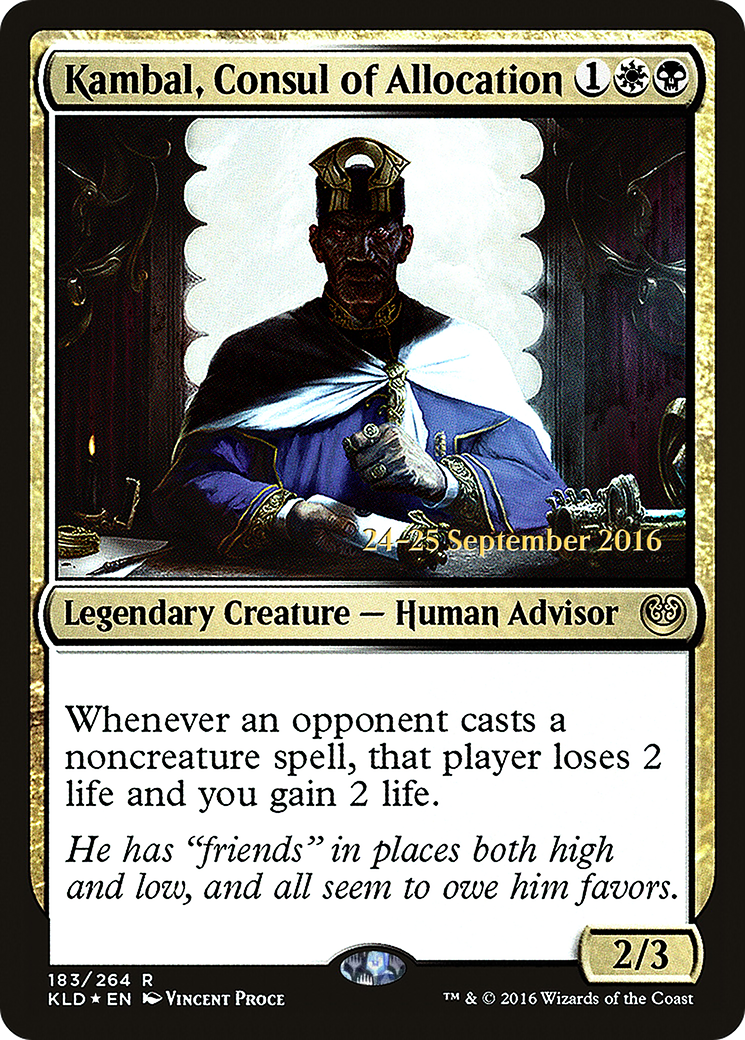 Kambal, Consul of Allocation 1
24–25 September 2016
Legendary Creature — Human Advisor
Whenever an opponent casts a
noncreature spell, that player loses 2
life and you gain 2 life.
He has “friends” in places both high
and low, and all seem to owe him favors.
2/3
183/264 R
KLD ★ EN Vincent Proce
™ & © 2016 Wizards of the Coast